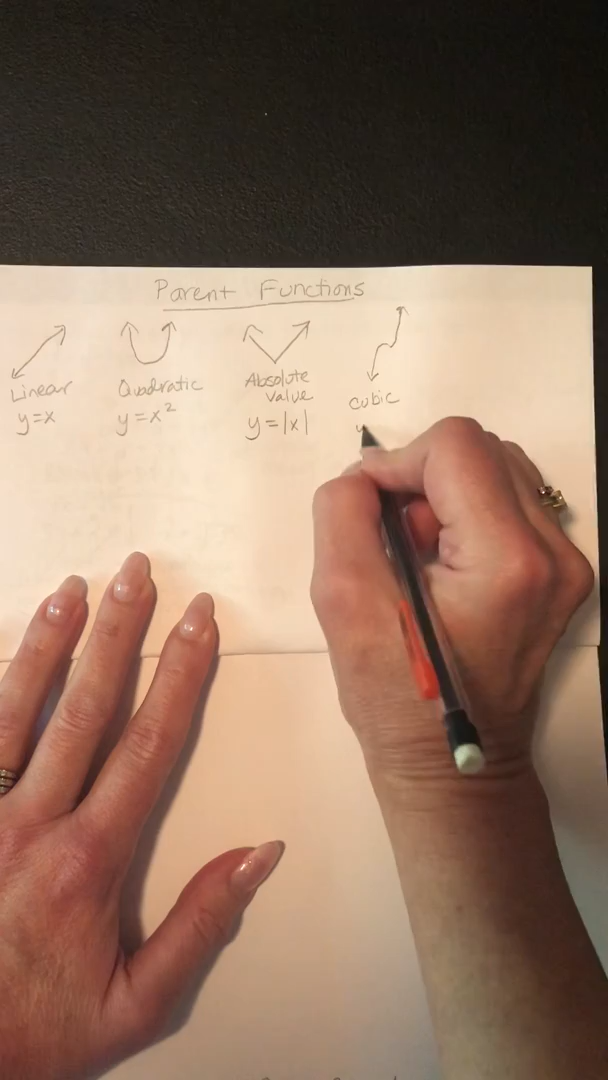 Parent Functions
Linear
y=x
Quadratic
y=x²
Absolute
Value
y=|x|
Cubic
y